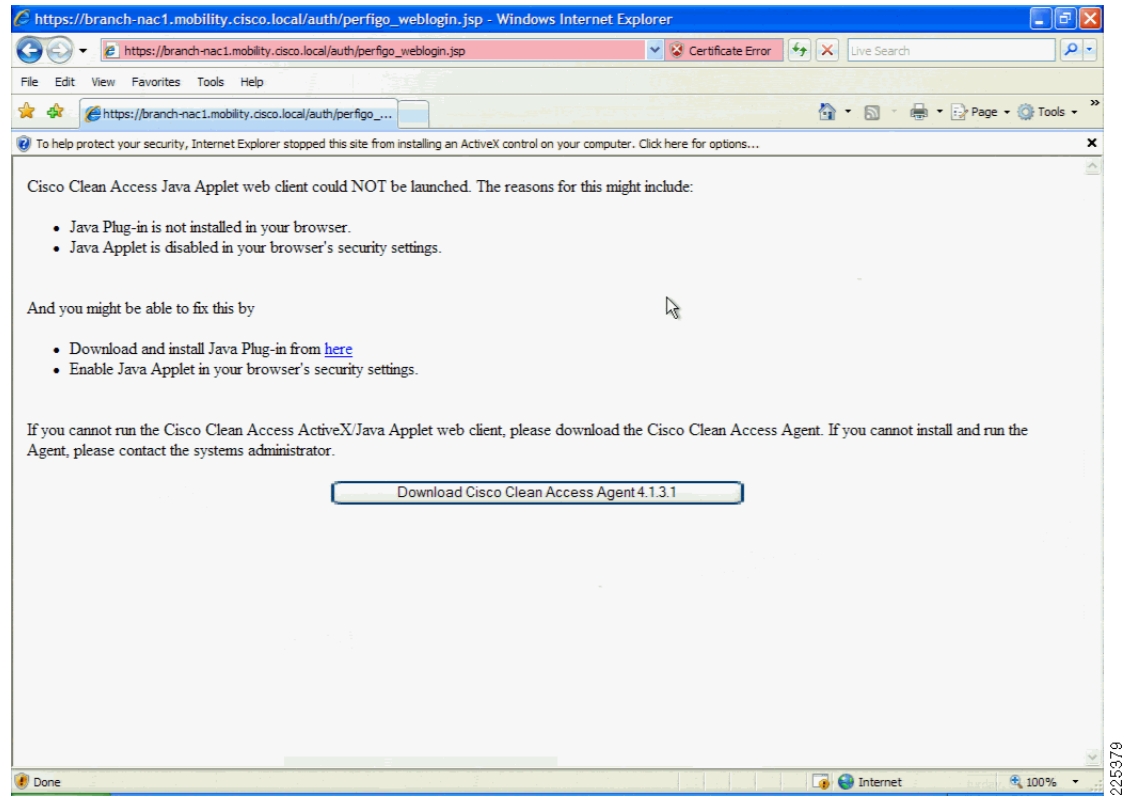 https://branch-nac1.mobility.cisco.local/auth/perfigo_weblogin.jsp - Windows Internet Explorer
https://branch-nac1.mobility.cisco.local/auth/perfigo_weblogin.jsp
Certificate Error
Live Search
File Edit View Favorites Tools Help
https://branch-nac1.mobility.cisco.local/auth/perfigo_...
Page
Tools
To help protect your security, Internet Explorer stopped this site from installing an ActiveX control on your computer. Click here for options...
Cisco Clean Access Java Applet web client could NOT be launched. The reasons for this might include:
• Java Plug-in is not installed in your browser.
• Java Applet is disabled in your browser's security settings.
And you might be able to fix this by
• Download and install Java Plug-in from here
• Enable Java Applet in your browser's security settings.
If you cannot run the Cisco Clean Access ActiveX/Java Applet web client, please download the Cisco Clean Access Agent. If you cannot install and run the
Agent, please contact the systems administrator.
Download Cisco Clean Access Agent 4.1.3.1
Done
Internet
100%
225379